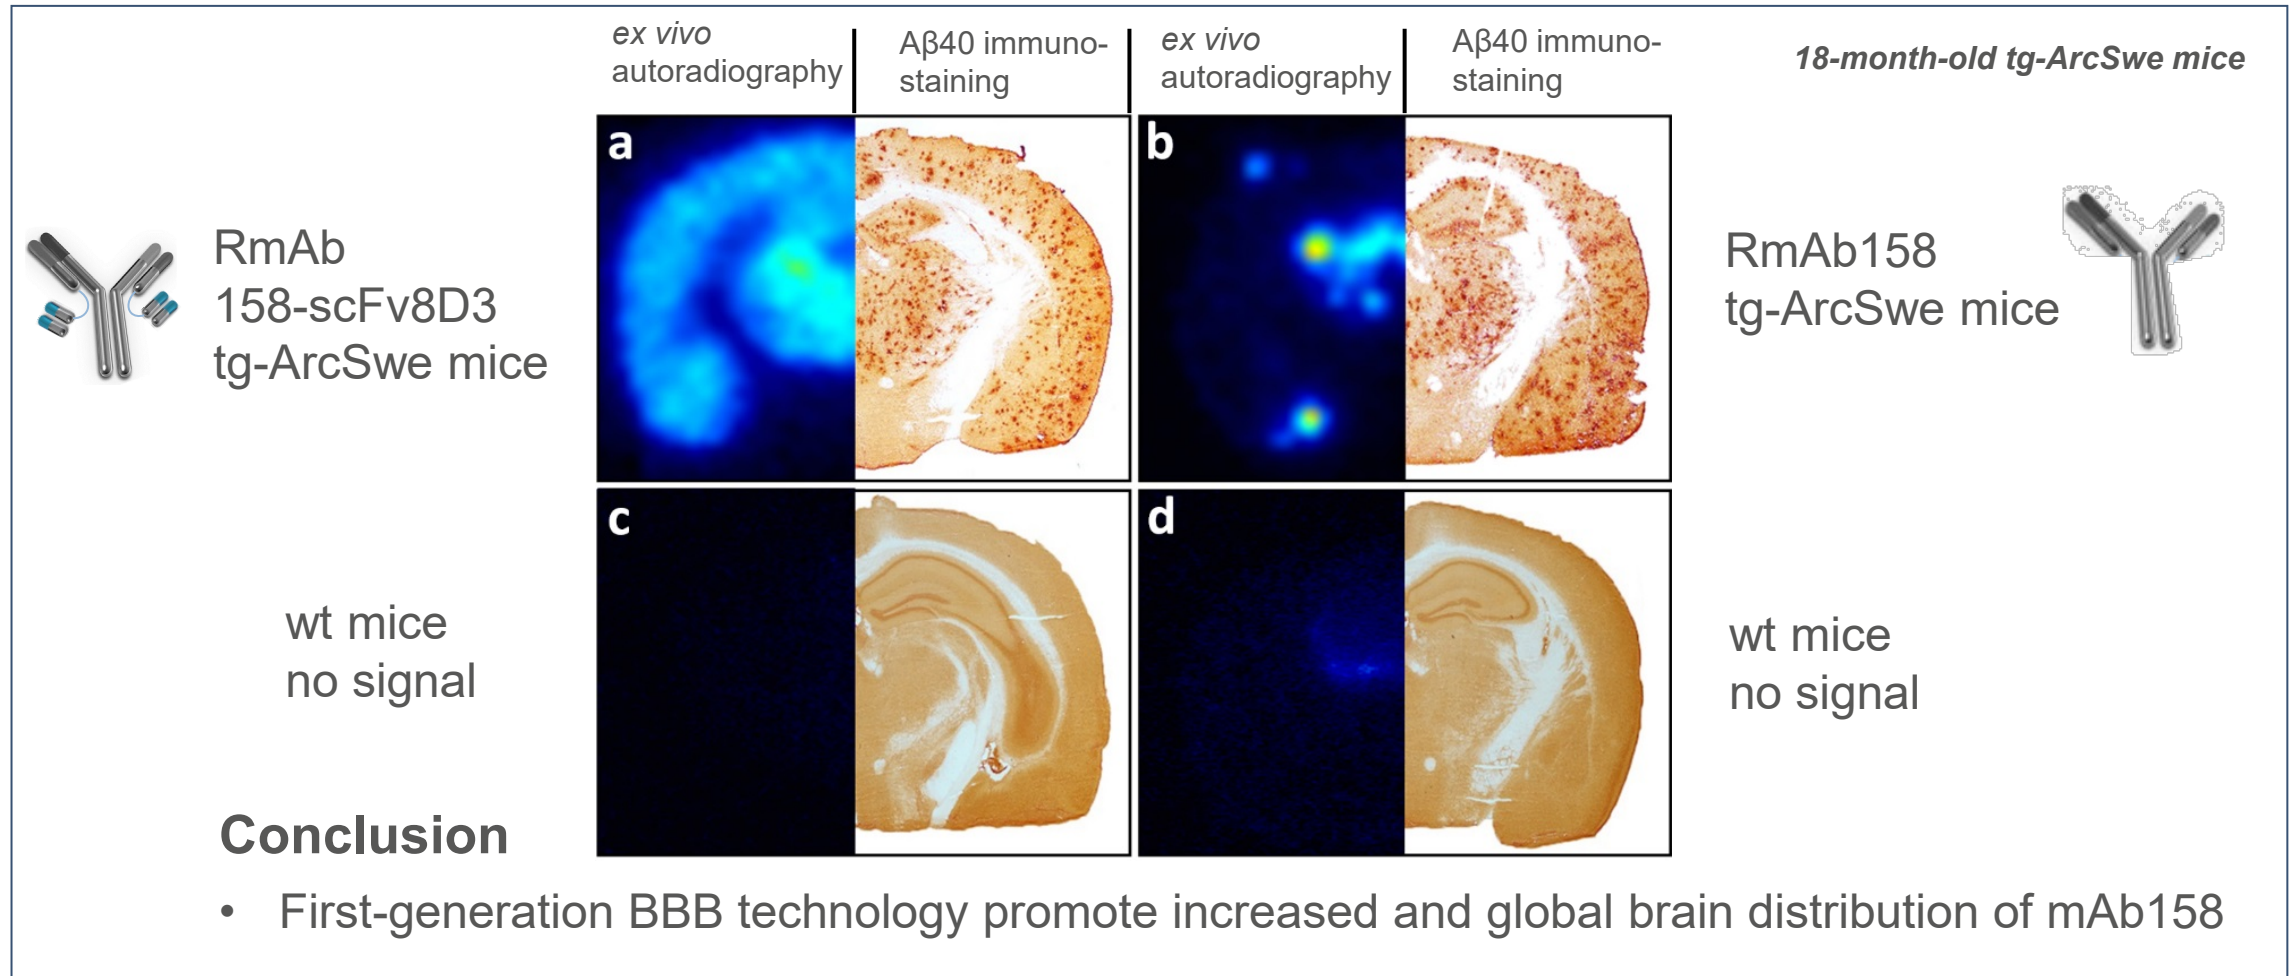 ex vivo
autoradiography
Aβ40 immuno-
staining
ex vivo
autoradiography
Aβ40 immuno-
staining
18-month-old tg-ArcSwe mice
a
b
RmAb
158-scFv8D3
tg-ArcSwe mice
RmAb158
tg-ArcSwe mice
c
d
wt mice
no signal
wt mice
no signal
Conclusion
• First-generation BBB technology promote increased and global brain distribution of mAb158